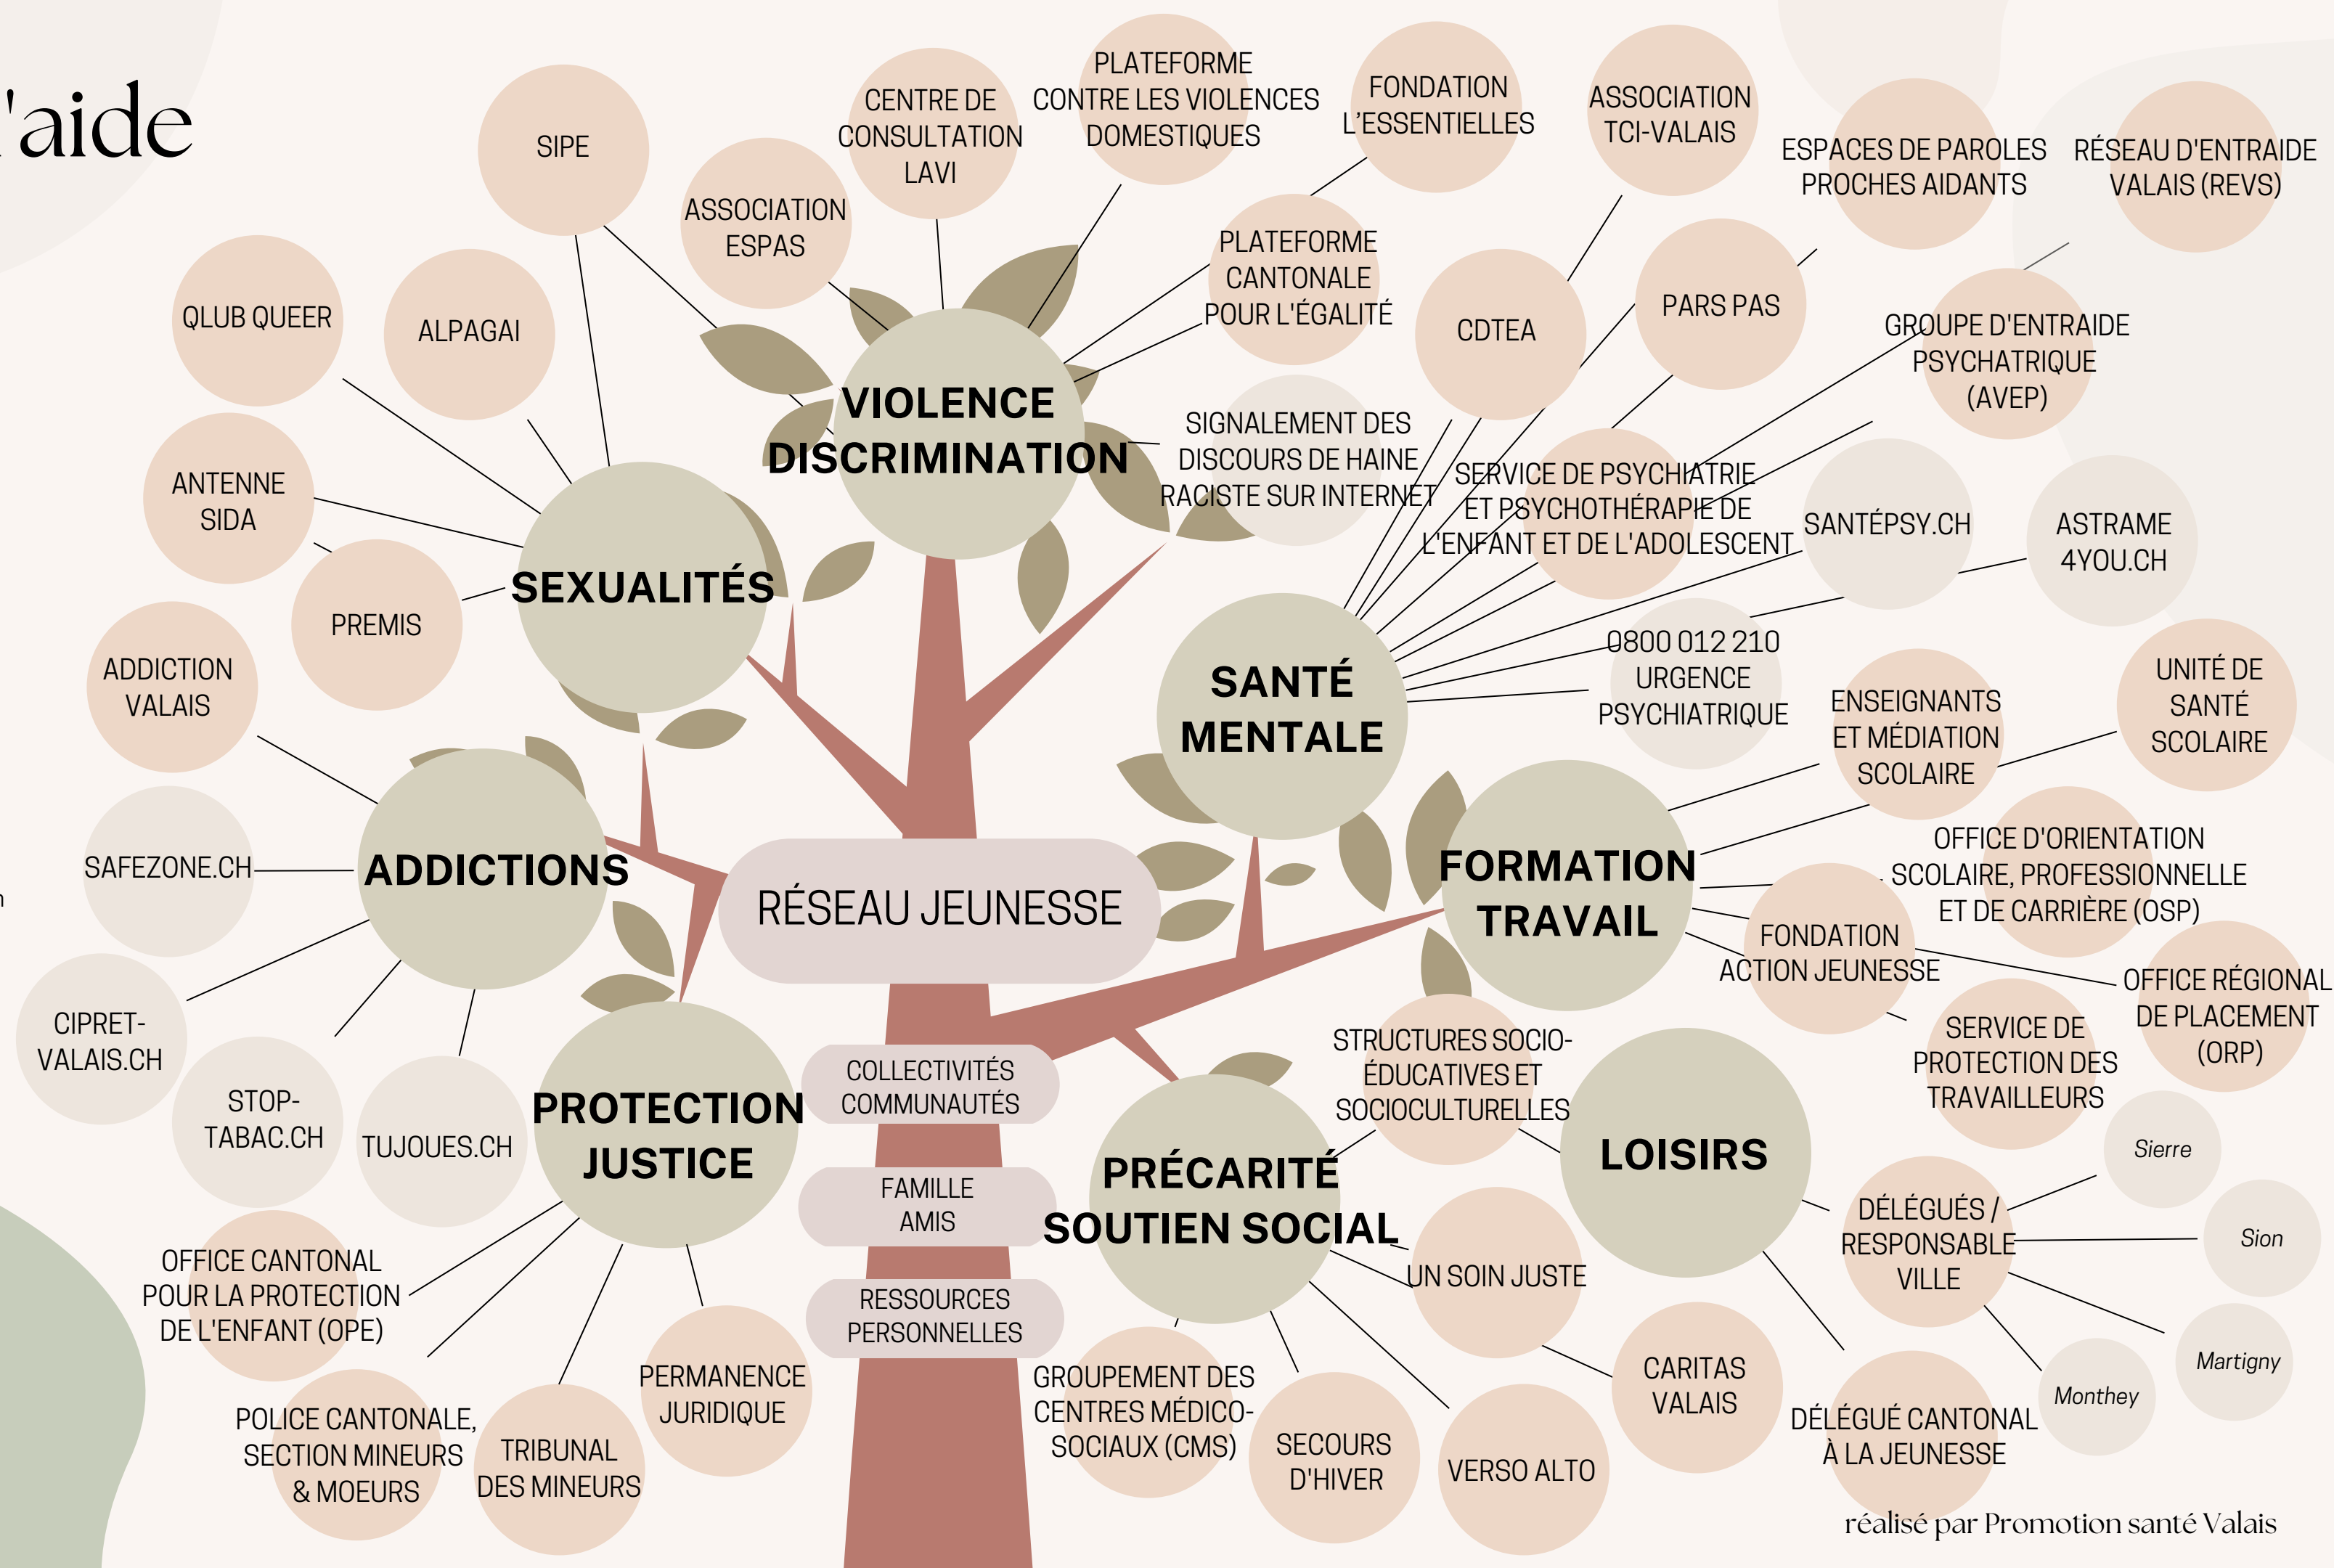 'aide
SIPE
ASSOCIATION
ESPAS
CENTRE DE
CONSULTATION
LAVI
PLATEFORME
CONTRE LES VIOLENCES
DOMESTIQUES
FONDATION
L'ESSENTIELLES
ASSOCIATION
TCI-VALAIS
ESPACES DE PAROLES
PROCHES AIDANTS
RÉSEAU D'ENTRAIDE
VALAIS (REVS)
QLUB QUEER
ALPAGAI
PLATEFORME
CANTONALE
POUR L'ÉGALITÉ
CDTEA
PARS PAS
GROUPE D'ENTRAIDE
PSYCHATRIQUE
(AVEP)
VIOLENCE
DISCRIMINATION
SIGNALEMENT DES
DISCOURS DE HAINE
RACISTE SUR INTERNET
SERVICE DE PSYCHIATRIE
ET PSYCHOTHÉRAPIE DE
L'ENFANT ET DE L'ADOLESCENT
SANTÉPSY.CH
ASTRAME
4YOU.CH
ANTENNE
SIDA
PREMIS
SEXUALITÉS
SANTÉ
MENTALE
0800 012 210
URGENCE
PSYCHIATRIQUE
ENSEIGNANTS
ET MÉDIATION
SCOLAIRE
UNITÉ DE
SANTÉ
SCOLAIRE
ADDICTION
VALAIS
SAFEZONE.CH
ADDICTIONS
RÉSEAU JEUNESSE
FORMATION
TRAVAIL
OFFICE D'ORIENTATION
SCOLAIRE, PROFESSIONNELLE
ET DE CARRIÈRE (OSP)
FONDATION
ACTION JEUNESSE
OFFICE RÉGIONAL
DE PLACEMENT
(ORP)
SERVICE DE
PROTECTION DES
TRAVAILLEURS
CIPRET-
VALAIS.CH
STOP-
TABAC.CH
TUJOUES.CH
PROTECTION
JUSTICE
COLLECTIVITÉS
COMMUNAUTÉS
FAMILLE
AMIS
RESSOURCES
PERSONNELLES
STRUCTURES SOCIO-
ÉDUCATIVES ET
SOCIOCULTURELLES
PRÉCARITÉ
SOUTIEN SOCIAL
LOISIRS
DÉLÉGUÉS /
RESPONSABLE
VILLE
Sierre
Sion
Martigny
Monthey
OFFICE CANTONAL
POUR LA PROTECTION
DE L'ENFANT (OPE)
POLICE CANTONALE,
SECTION MINEURS
& MOEURS
TRIBUNAL
DES MINEURS
PERMANENCE
JURIDIQUE
GROUPEMENT DES
CENTRES MÉDICO-
SOCIAUX (CMS)
SECOURS
D'HIVER
VERSO ALTO
UN SOIN JUSTE
CARITAS
VALAIS
DÉLÉGUÉ CANTONAL
À LA JEUNESSE
réalisé par Promotion santé Valais